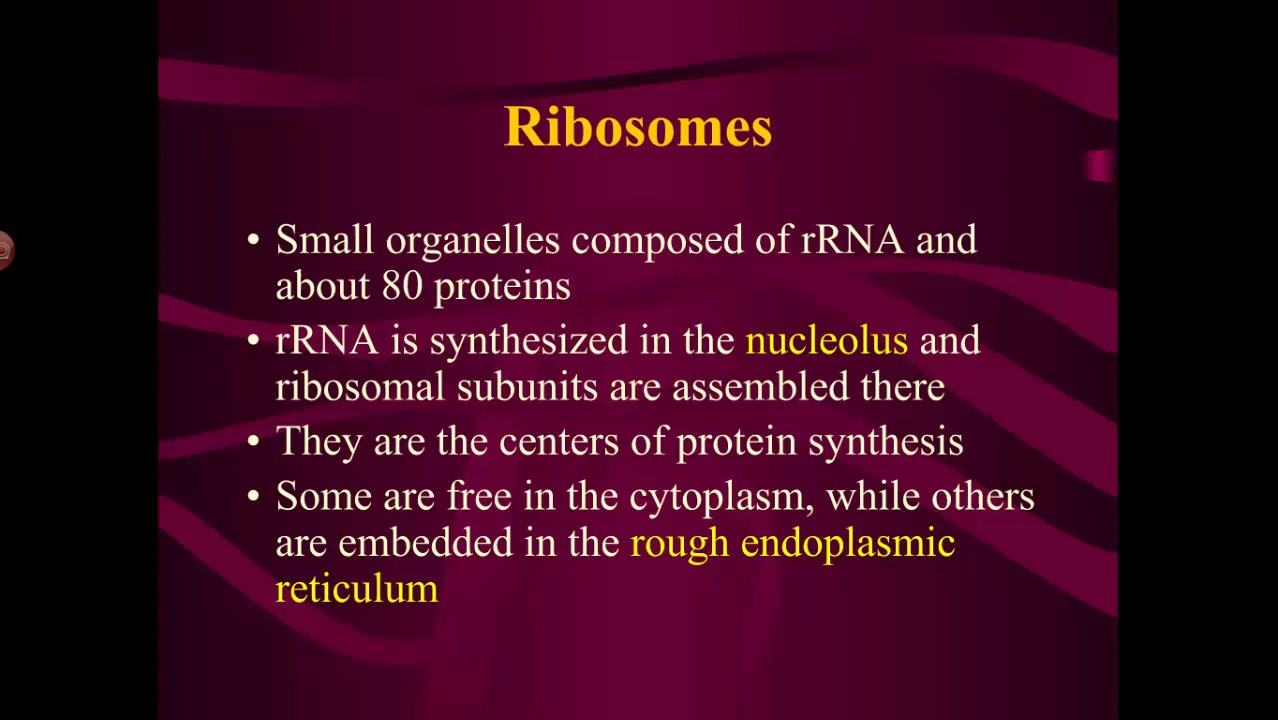 Ribosomes
• Small organelles composed of rRNA and
about 80 proteins
• rRNA is synthesized in the nucleolus and
ribosomal subunits are assembled there
• They are the centers of protein synthesis
• Some are free in the cytoplasm, while others
are embedded in the rough endoplasmic
reticulum